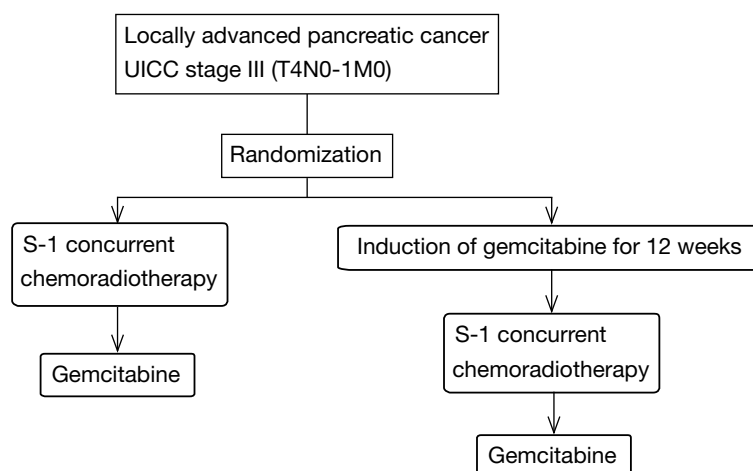 Locally advanced pancreatic cancer
UICC stage III (T4N0-1M0)
Randomization
S-1 concurrent
chemoradiotherapy
Gemcitabine
Induction of gemcitabine for 12 weeks
S-1 concurrent
chemoradiotherapy
Gemcitabine